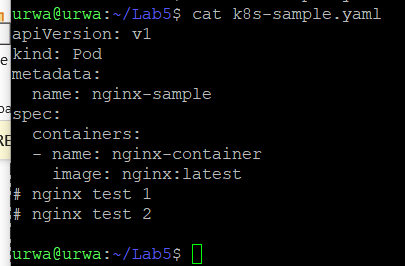 urwa@urwa:~/Lab5$ cat k8s-sample.yaml
apiVersion: v1
kind: Pod
metadata:
  name: nginx-sample
spec:
  containers:
  - name: nginx-container
    image: nginx:latest
# nginx test 1
# nginx test 2

urwa@urwa:~/Lab5$